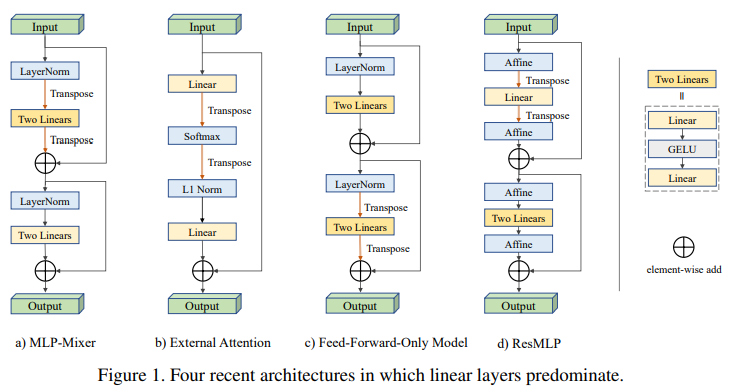 Input
LayerNorm
Transpose
Two Linears
Transpose
LayerNorm
Two Linears
Output
a) MLP-Mixer
Input
Linear
Transpose
Softmax
Transpose
L1 Norm
Linear
Output
b) External Attention
Input
LayerNorm
Two Linears
LayerNorm
Transpose
Two Linears
Transpose
Output
c) Feed-Forward-Only Model
Input
Affine
Transpose
Linear
Transpose
Affine
Affine
Two Linears
Affine
Output
d) ResMLP
Two Linears
=
Linear
GELU
Linear
element-wise add
Figure 1. Four recent architectures in which linear layers predominate.